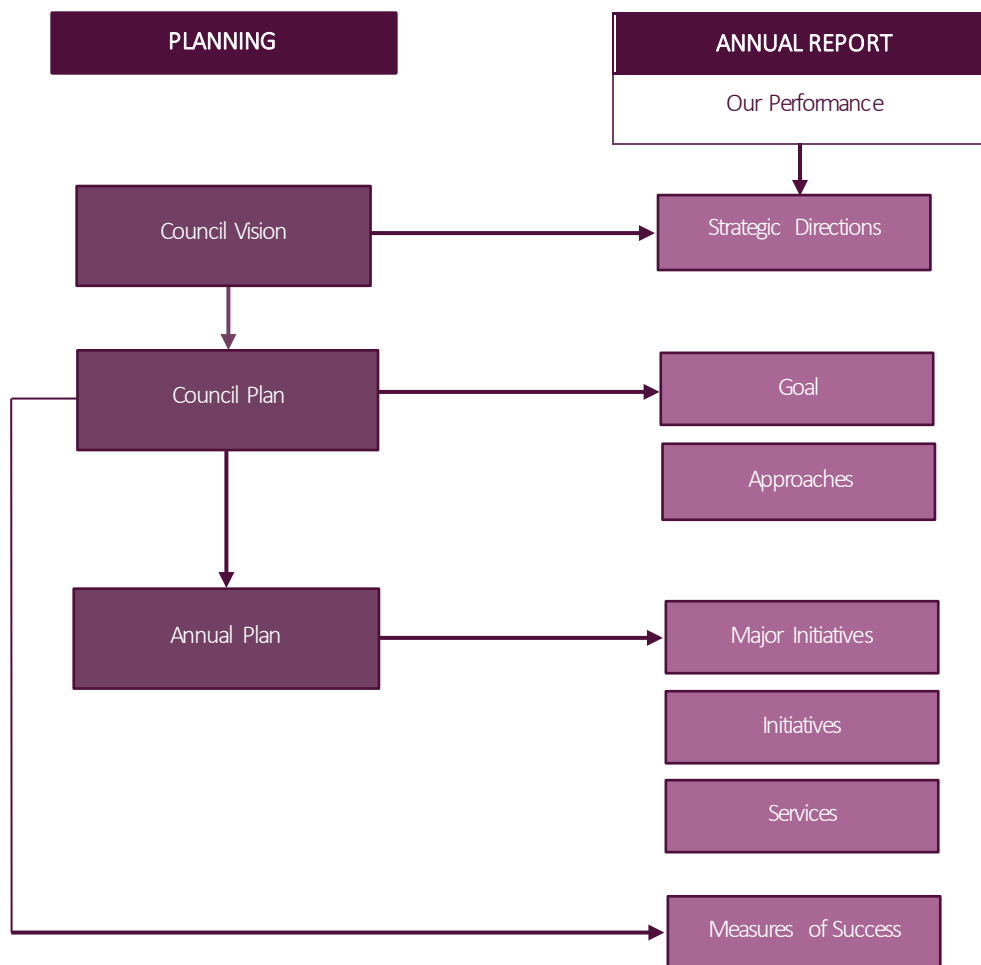 PLANNING
ANNUAL REPORT
Our Performance
Council Vision
Strategic Directions
Council Plan
Goal
Approaches
Annual Plan
Major Initiatives
Initiatives
Services
Measures of Success